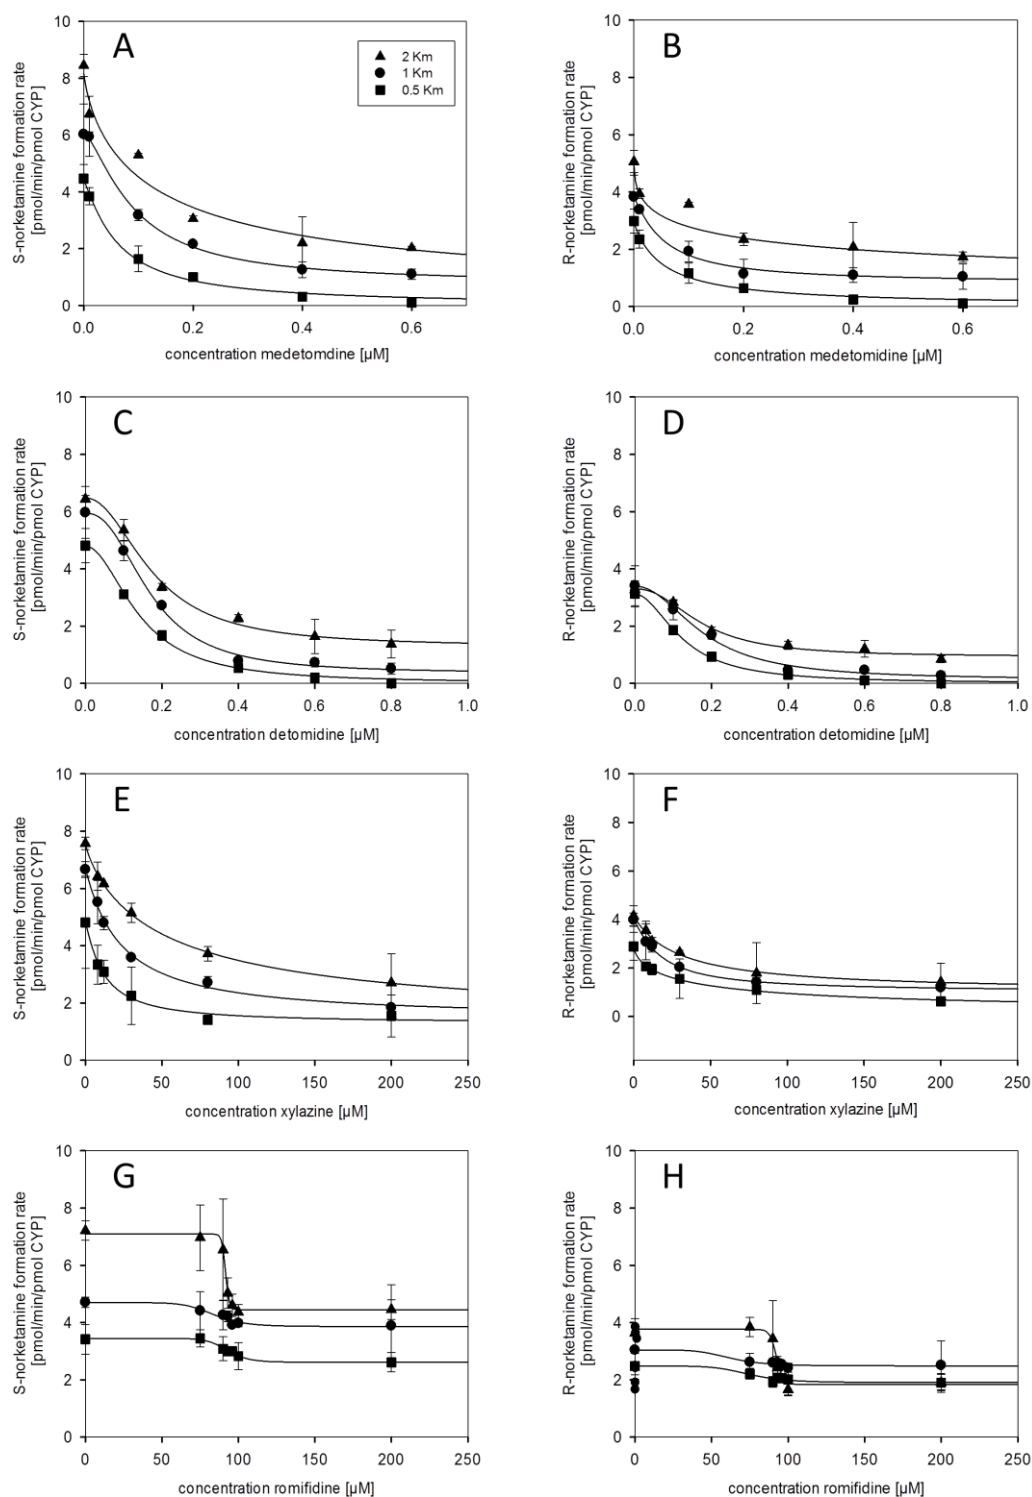 A
2 Km
1 Km
0.5 Km
S-norketamine formation rate
[pmol/min/pmol CYP]
10
8
6
4
2
0
0.0 0.2 0.4 0.6
concentration medetomdine [µM]
B
R-norketamine formation rate
[pmol/min/pmol CYP]
10
8
6
4
2
0
0.0 0.2 0.4 0.6
concentration medetomidine [µM]
C
S-norketamine formation rate
[pmol/min/pmol CYP]
10
8
6
4
2
0
0.0 0.2 0.4 0.6 0.8 1.0
concentration detomidine [µM]
D
R-norketamine formation rate
[pmol/min/pmol CYP]
10
8
6
4
2
0
0.0 0.2 0.4 0.6 0.8 1.0
concentration detomidine [µM]
E
S-norketamine formation rate
[pmol/min/pmol CYP]
10
8
6
4
2
0
0 50 100 150 200 250
concentration xylazine [µM]
F
R-norketamine formation rate
[pmol/min/pmol CYP]
10
8
6
4
2
0
0 50 100 150 200 250
concentration xylazine [µM]
G
S-norketamine formation rate
[pmol/min/pmol CYP]
10
8
6
4
2
0
0 50 100 150 200 250
concentration romifidine [µM]
H
R-norketamine formation rate
[pmol/min/pmol CYP]
10
8
6
4
2
0
0 50 100 150 200 250
concentration romifidine [µM]